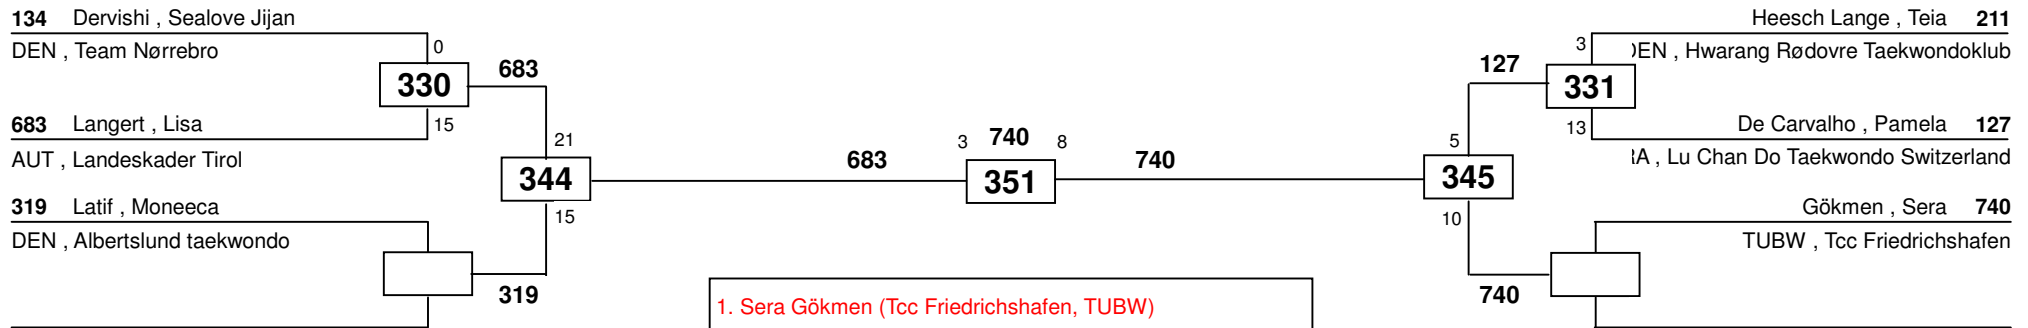 134 Dervishi , Sealove Jijan
DEN , Team Nørrebro
0
330
683
15
683 Langert , Lisa
AUT , Landeskader Tirol
21
344
683
15
319 Latif , Moneeca
DEN , Albertslund taekwondo
319
3 740 8
351
740
Heesch Lange , Teia 211
DEN , Hwarang Rødovre Taekwondoklub
3
127
331
13
De Carvalho , Pamela 127
RA , Lu Chan Do Taekwondo Switzerland
5
345
10
Gökmen , Sera 740
TUBW , Tcc Friedrichshafen
740
1. Sera Gökmen (Tcc Friedrichshafen, TUBW)